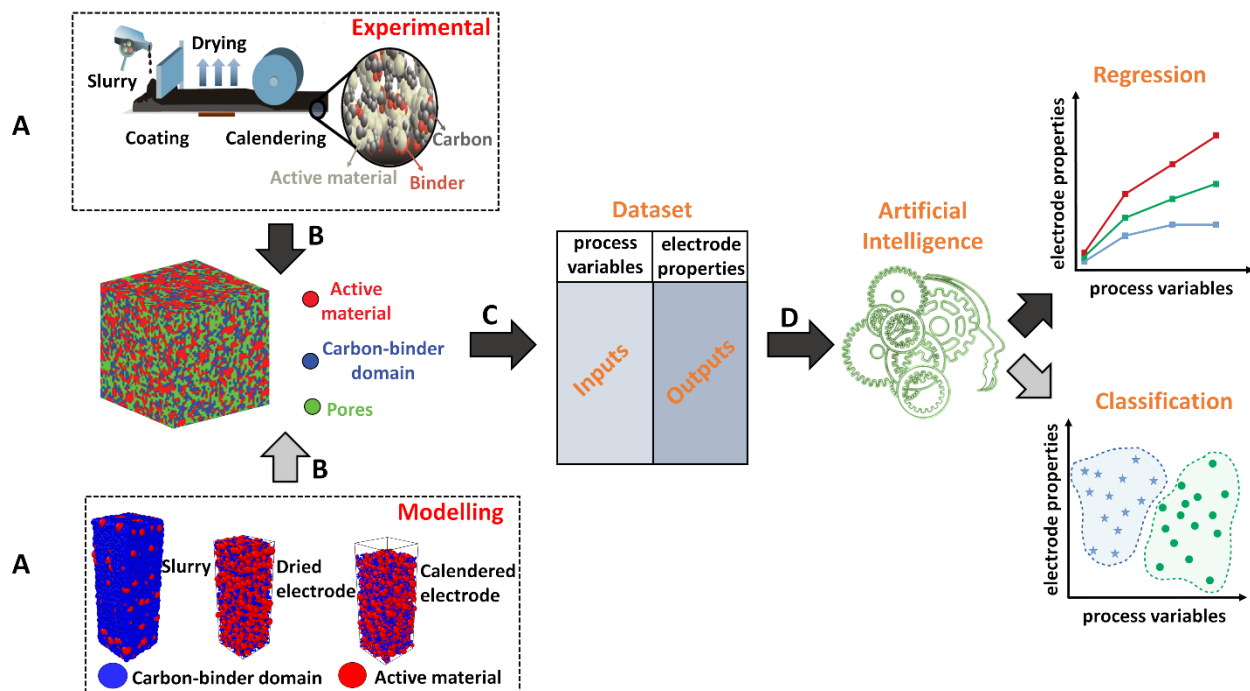 Experimental
Drying
Slurry
Coating
Calendering
Carbon
Active material
Binder
A
B
Active
material
Carbon-binder
domain
Pores
B
C
Dataset
process
variables
electrode
properties
Inputs
Outputs
D
Artificial
Intelligence
Regression
electrode properties
process variables
Classification
electrode properties
process variables
A
Modelling
Slurry
Dried
electrode
Calendered
electrode
Carbon-binder domain
Active material